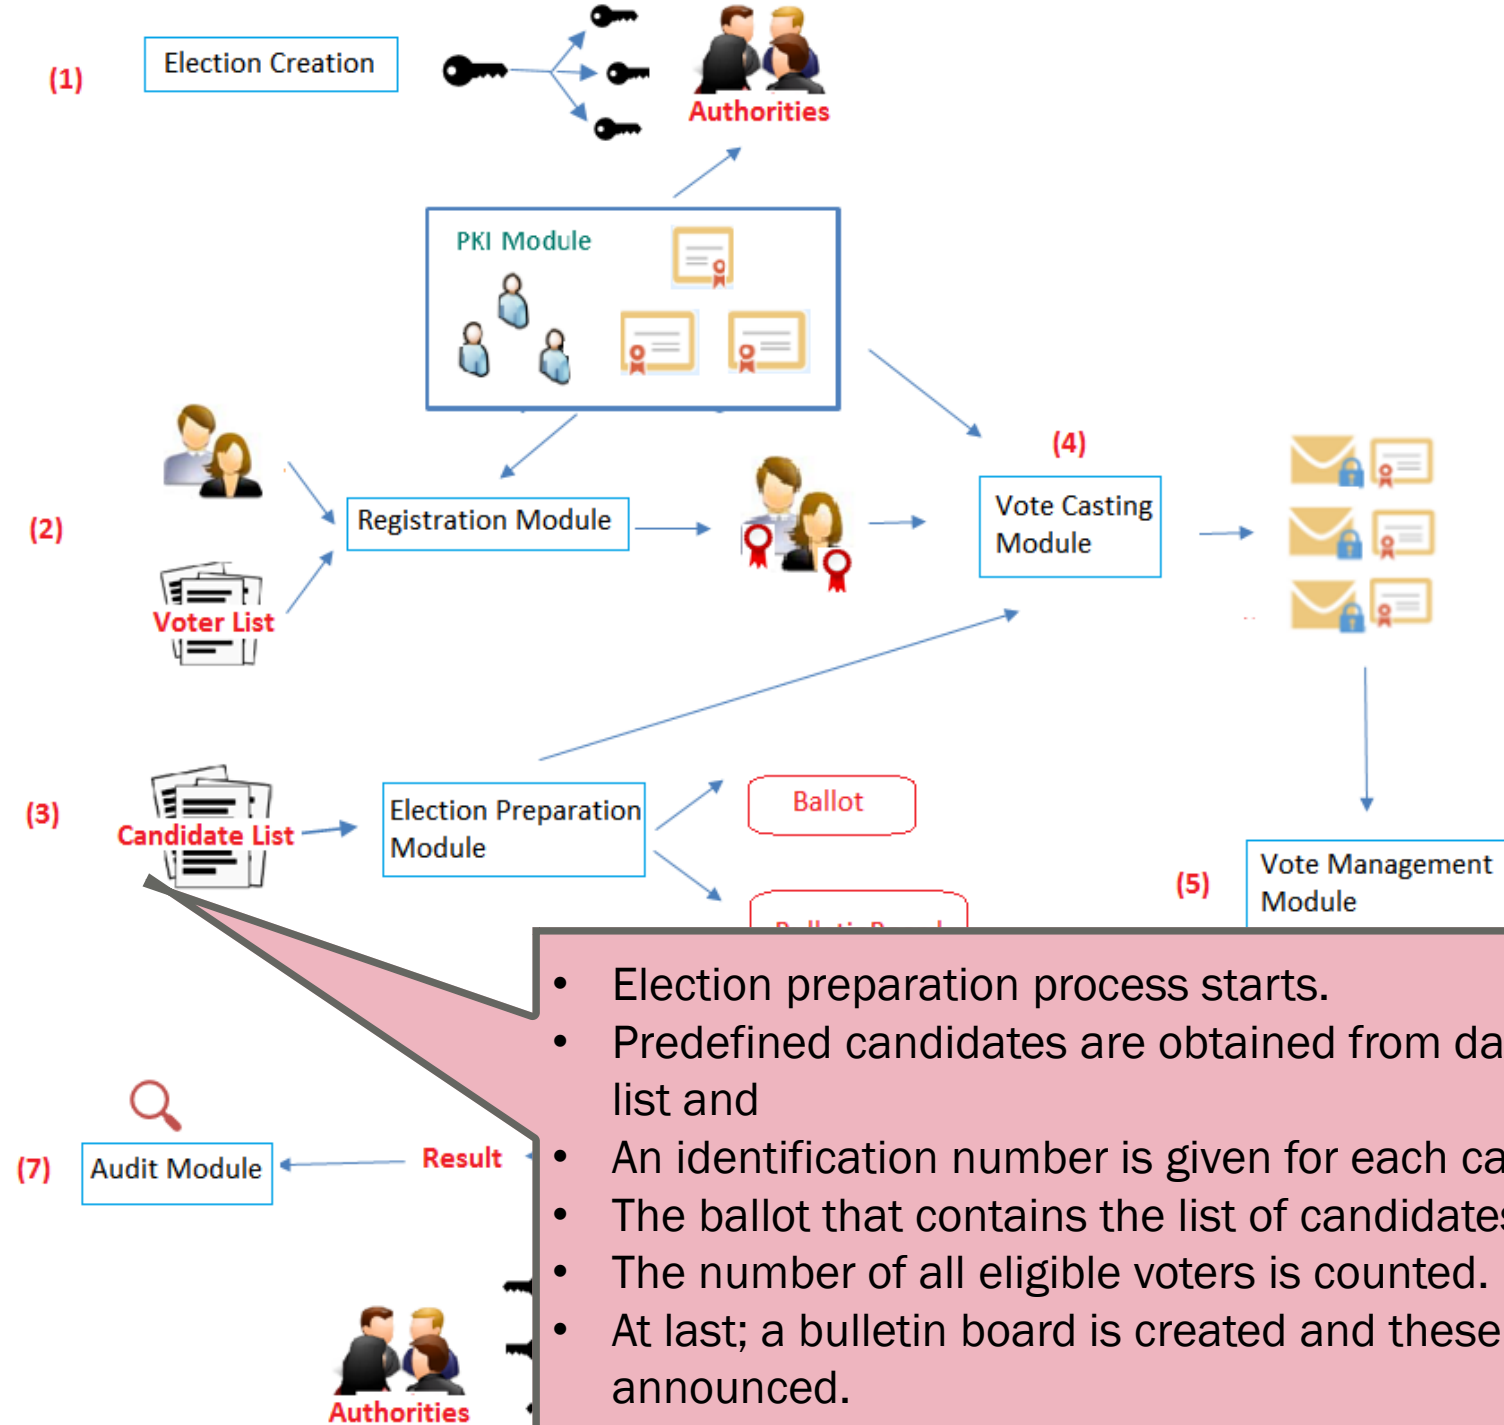 (1)
Election Creation
Authorities
PKI Module
(4)
(2)
Registration Module
Vote Casting
Module
Voter List
(3)
Candidate List
Election Preparation
Module
Ballot
(5)
Vote Management
Module
• Election preparation process starts.
• Predefined candidates are obtained from
list and
• An identification number is given for each
• The ballot that contains the list of candidates
• The number of all eligible voters is counted.
• At last; a bulletin board is created and these
announced.
(7)
Audit Module
Result
Authorities